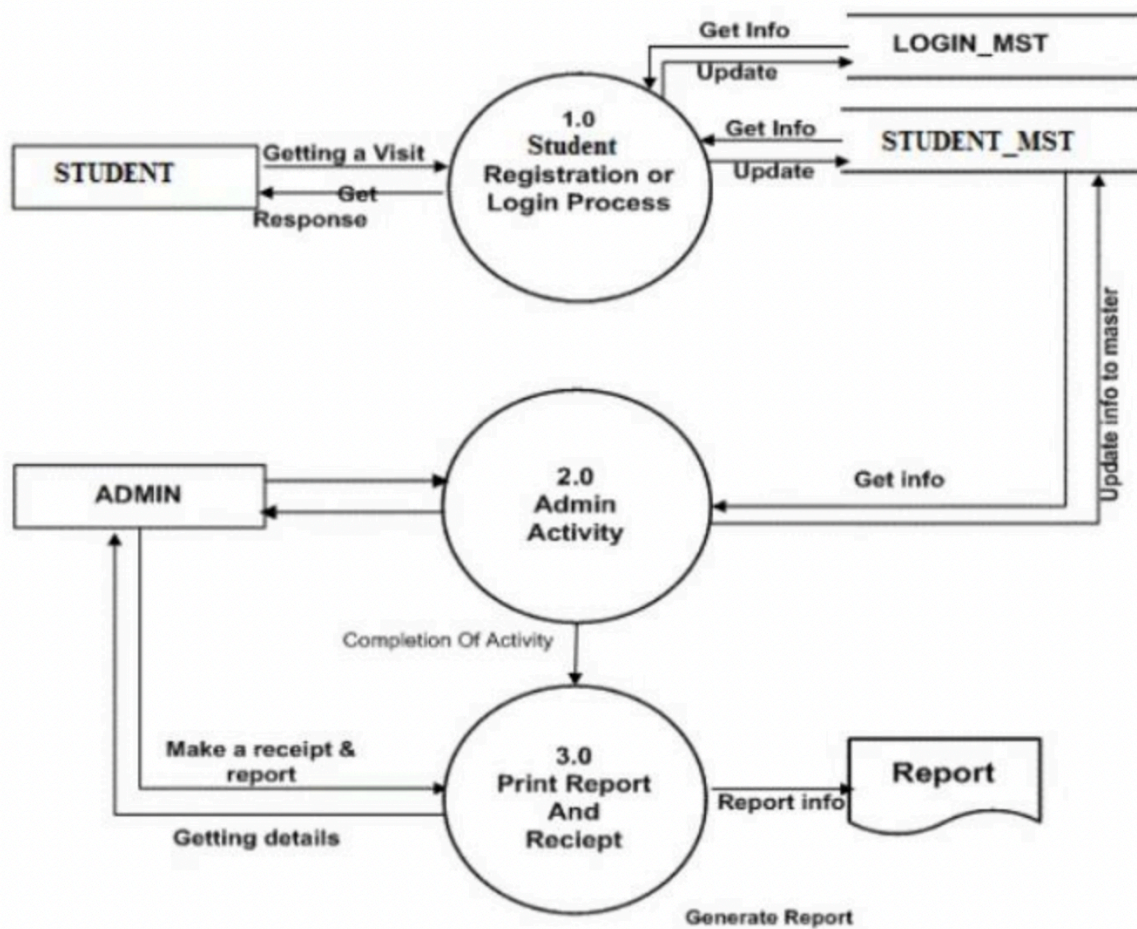 Get Info
LOGIN_MST
Update
1.0
Student
Registration or
Login Process
Get Info
STUDENT_MST
Update
STUDENT
Getting a Visit
Get
Response
Update info to master
2.0
Admin
Activity
ADMIN
Get info
Completion Of Activity
Make a receipt &
report
3.0
Print Report
And
Reciept
Report
Report info
Getting details
Generate Report